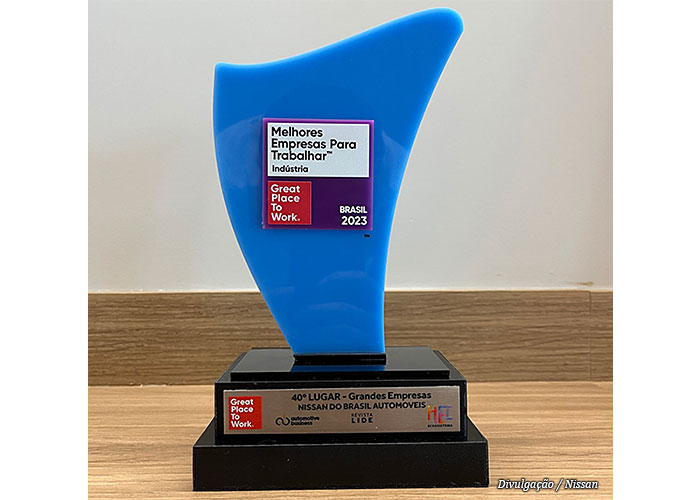 Melhores
Empresas Para
Trabalhar™
Indústria
Great
Place
To
Work.
BRASIL
2023
TM
40º LUGAR - Grandes Empresas
NISSAN DO BRASIL AUTOMOVEIS
Great
Place
To
Work.
automotive
business
REVISTA
LIDE
Divulgação / Nissan